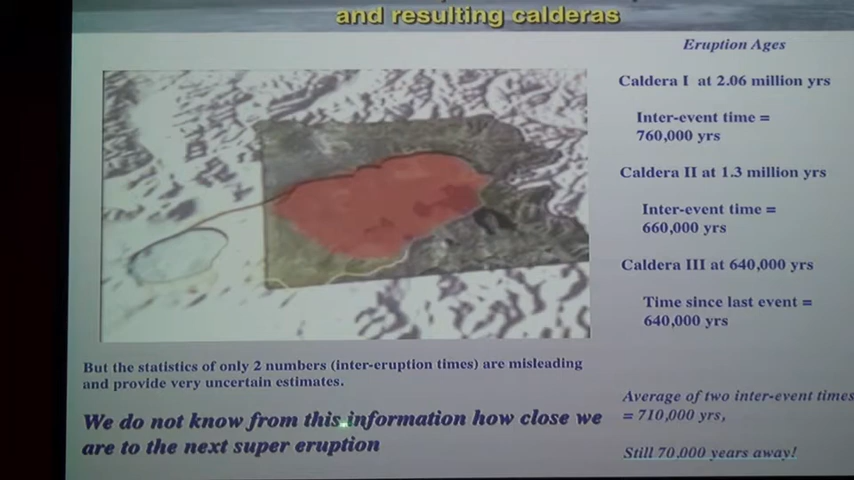 and resulting calderas
Eruption Ages
Caldera I at 2.06 million yrs
Inter-event time =
760,000 yrs
Caldera II at 1.3 million yrs
Inter-event time =
660,000 yrs
Caldera III at 640,000 yrs
Time since last event =
640,000 yrs
But the statistics of only 2 numbers (inter-eruption times) are misleading
and provide very uncertain estimates.
We do not know from this information how close we
are to the next super eruption
Average of two inter-event times
= 710,000 yrs,
Still 70,000 years away!